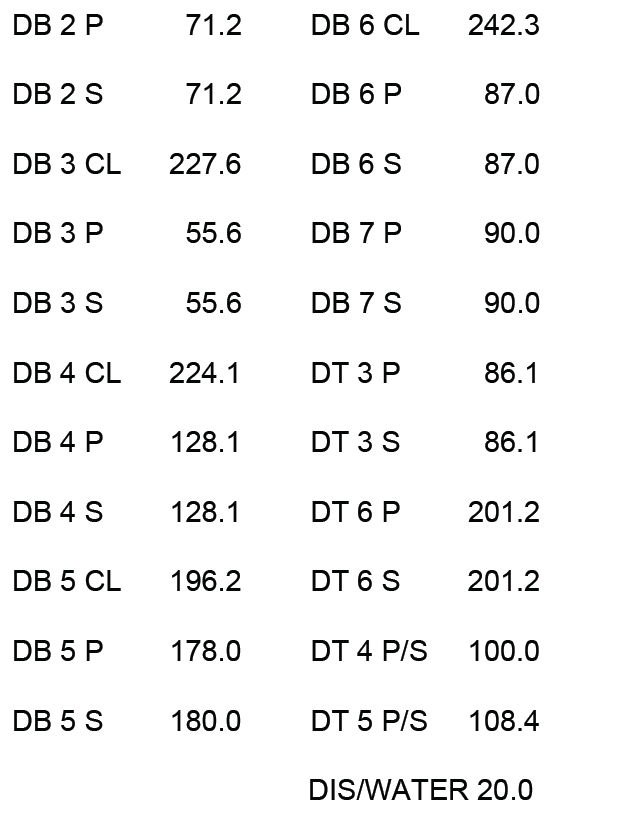 DB 2 P 71.2 DB 6 CL 242.3
DB 2 S 71.2 DB 6 P 87.0
DB 3 CL 227.6 DB 6 S 87.0
DB 3 P 55.6 DB 7 P 90.0
DB 3 S 55.6 DB 7 S 90.0
DB 4 CL 224.1 DT 3 P 86.1
DB 4 P 128.1 DT 3 S 86.1
DB 4 S 128.1 DT 6 P 201.2
DB 5 CL 196.2 DT 6 S 201.2
DB 5 P 178.0 DT 4 P/S 100.0
DB 5 S 180.0 DT 5 P/S 108.4
DIS/WATER 20.0